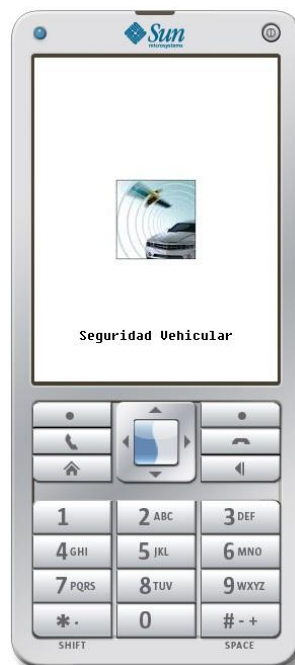 Sun
microsystems
Seguridad Vehicular
1
2 ABC
3 DEF
4 GHI
5 JKL
6 MNO
7 PQRS
8 TUV
9 WXYZ
* .
0
# - +
SHIFT
SPACE